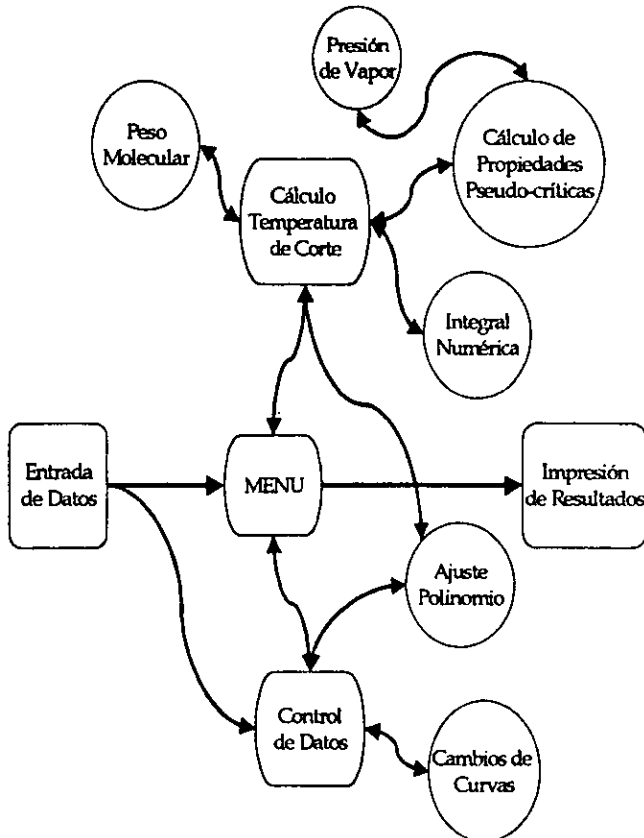 Presión
de Vapor
Peso
Molecular
Cálculo de
Propiedades
Pseudo-críticas
Cálculo
Temperatura
de Corte
Integral
Numérica
Entrada
de Datos
MENU
Impresión
de Resultados
Ajuste
Polinomio
Control
de Datos
Cambios de
Curvas